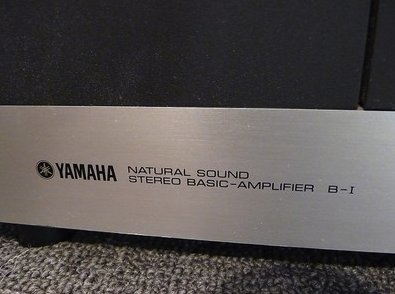 YAMAHA NATURAL SOUND
STEREO BASIC-AMPLIFIER B-I